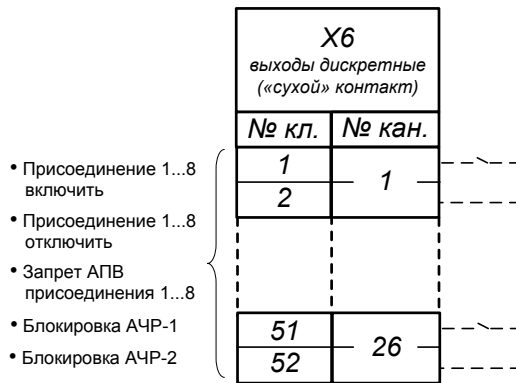 X6
выходы дискретные
(«сухой» контакт)
№ кл. № кан.
• Присоединение 1...8
включить
• Присоединение 1...8
отключить
• Запрет АПВ
присоединения 1...8
• Блокировка АЧР-1
• Блокировка АЧР-2
1
2
1
51
52
26